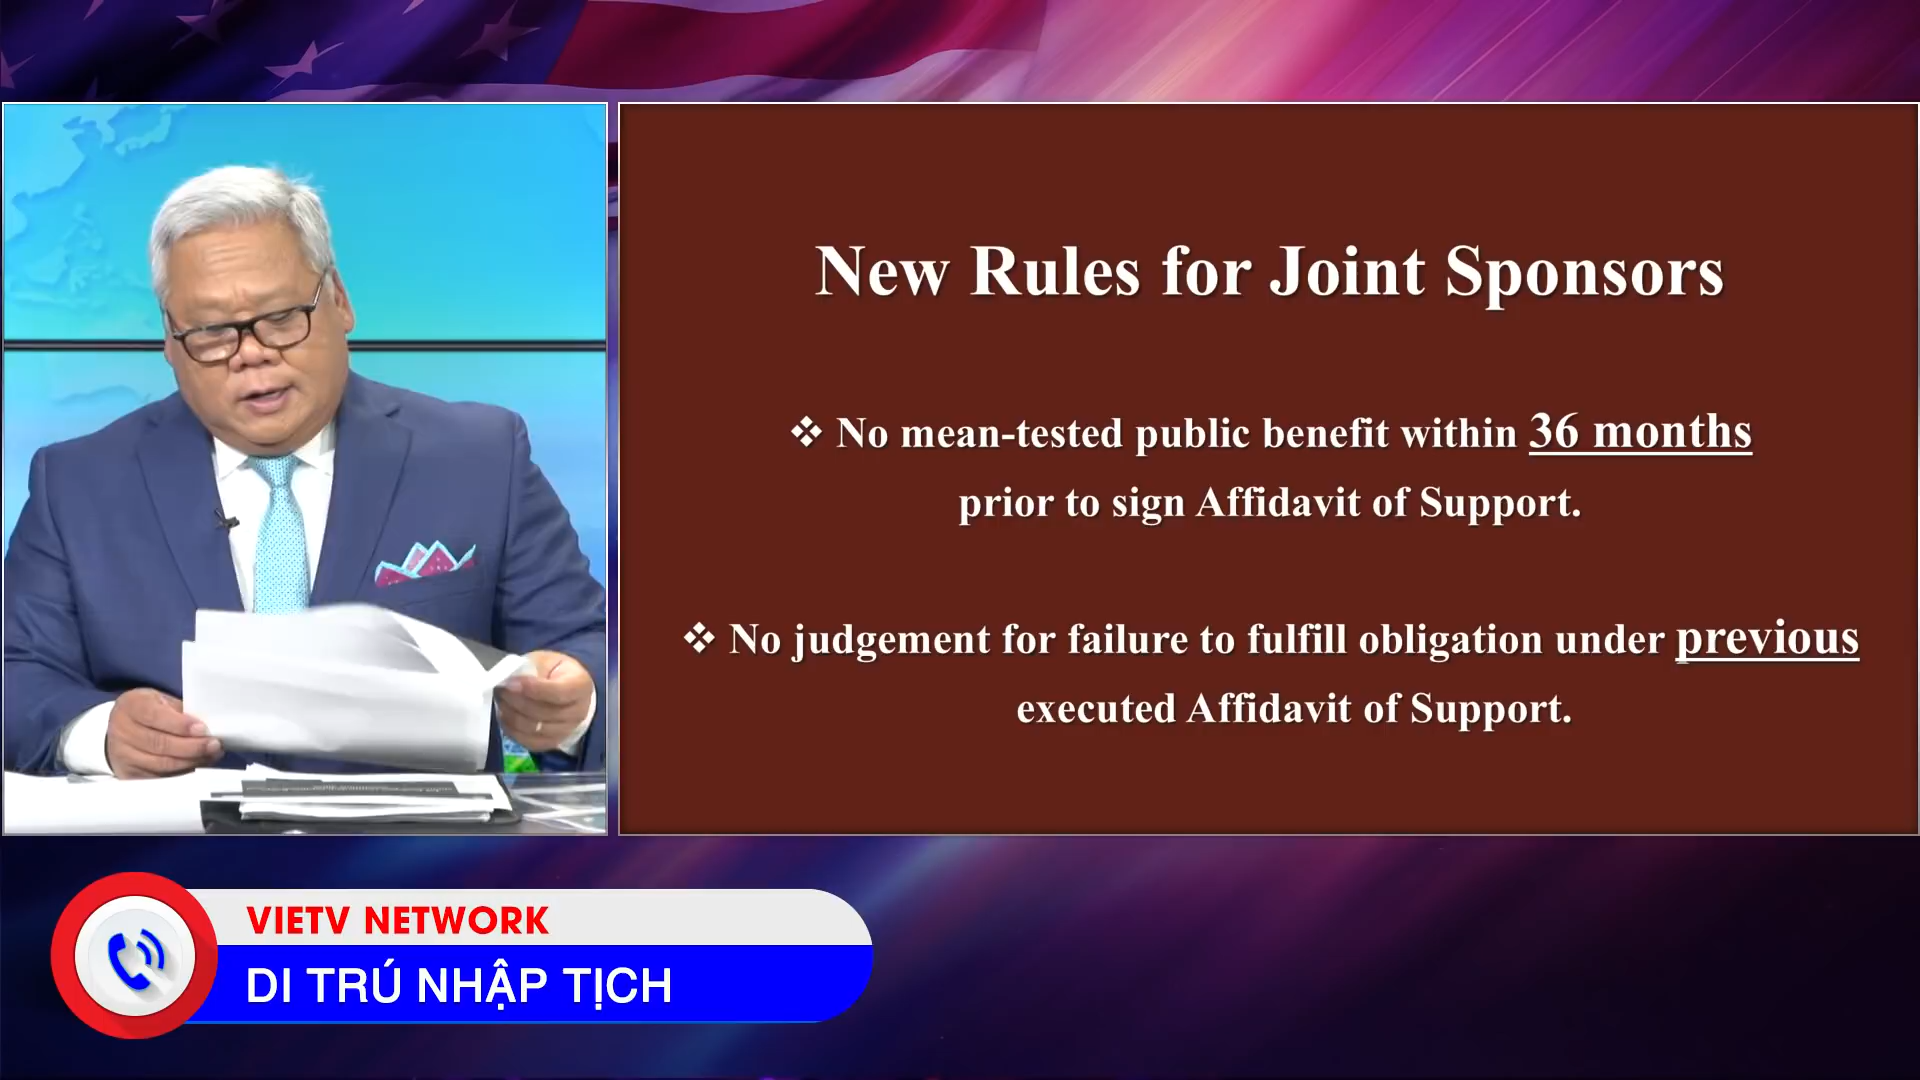 New Rules for Joint Sponsors
❖ No mean-tested public benefit within 36 months
prior to sign Affidavit of Support.
❖ No judgement for failure to fulfill obligation under previous
executed Affidavit of Support.
VIETV NETWORK
DI TRÚ NHẬP TỊCH